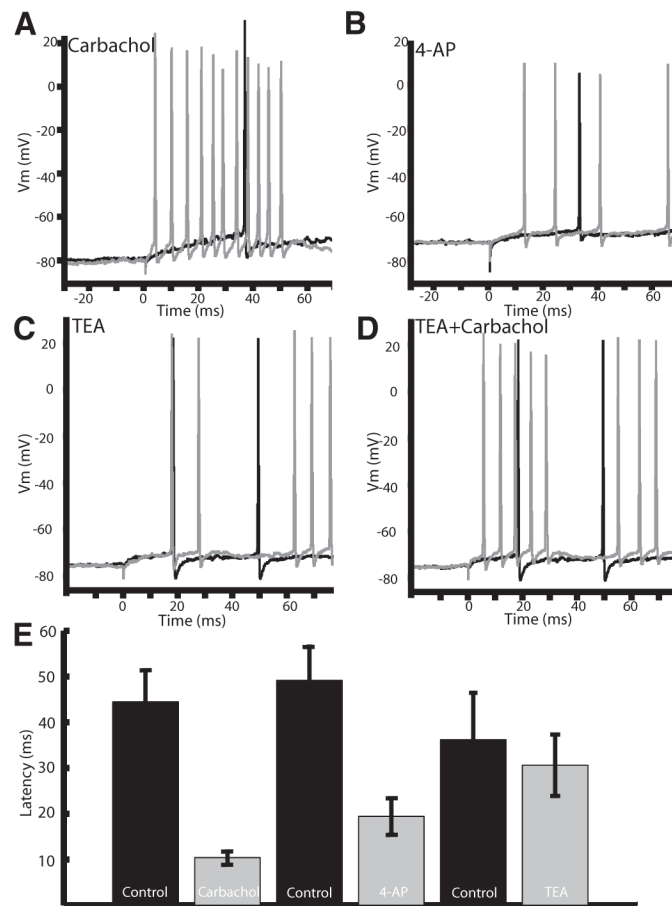 A
Carbachol
20
0
-20
-40
-60
-80
Vm (mV)
-20 0 20 40 60
Time (ms)
B
4-AP
20
0
-20
-40
-60
-80
Vm (mV)
-20 0 20 40 60
Time (ms)
C
TEA
20
0
-20
-40
-60
-80
Vm (mV)
0 20 40 60
Time (ms)
D
TEA+Carbachol
20
0
-20
-40
-60
-80
Vm (mV)
0 20 40 60
Time (ms)
E
60
50
40
30
20
10
Latency (ms)
Control Carbachol Control 4-AP Control TEA